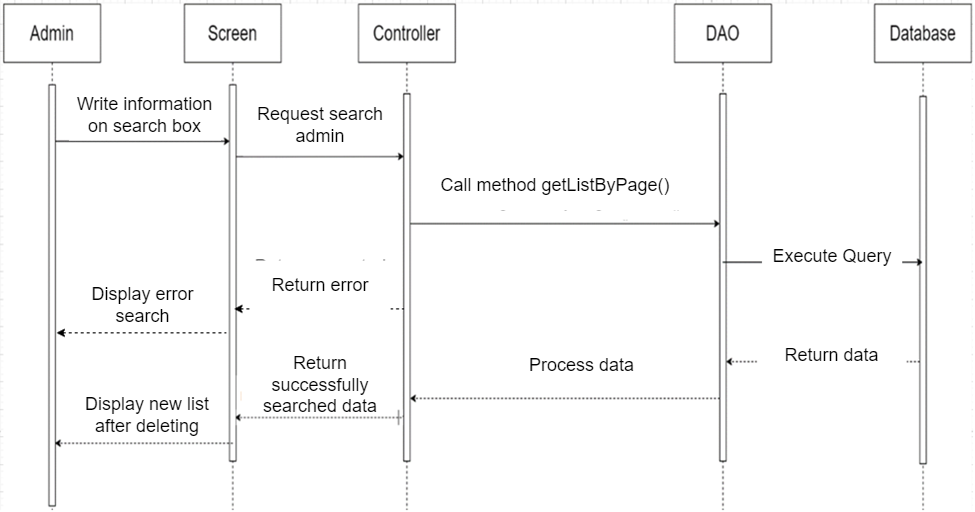 Admin
Screen
Controller
DAO
Database
Write information
on search box
Request search
admin
Call method getListByPage()
Execute Query
Return error
Display error
search
Return data
Process data
Return
successfully
searched data
Display new list
after deleting